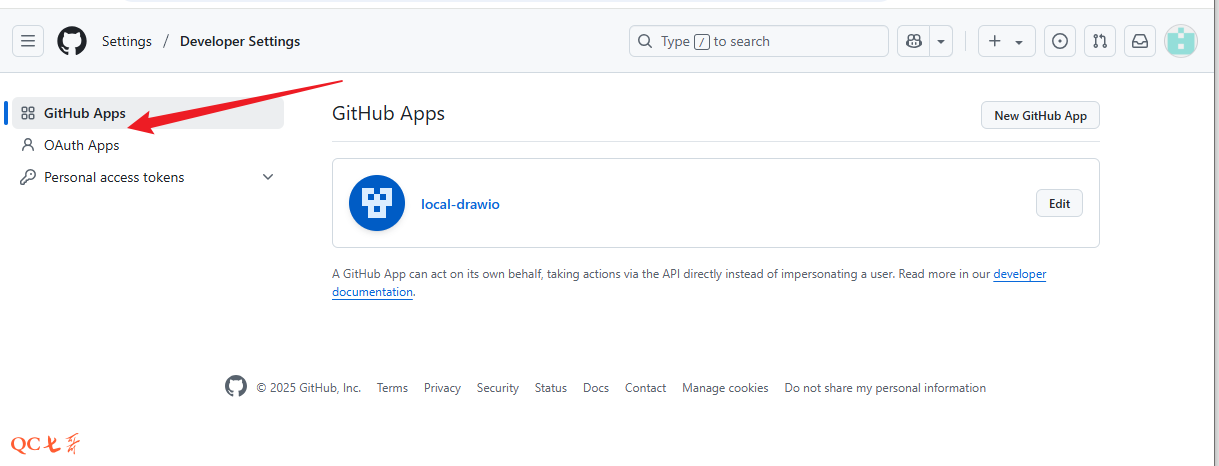 Settings / Developer Settings
Type / to search
GitHub Apps
OAuth Apps
Personal access tokens
GitHub Apps
New GitHub App
local-drawio
Edit
A GitHub App can act on its own behalf, taking actions via the API directly instead of impersonating a user. Read more in our developer
documentation.
© 2025 GitHub, Inc. Terms Privacy Security Status Docs Contact Manage cookies Do not share my personal information
QC七哥